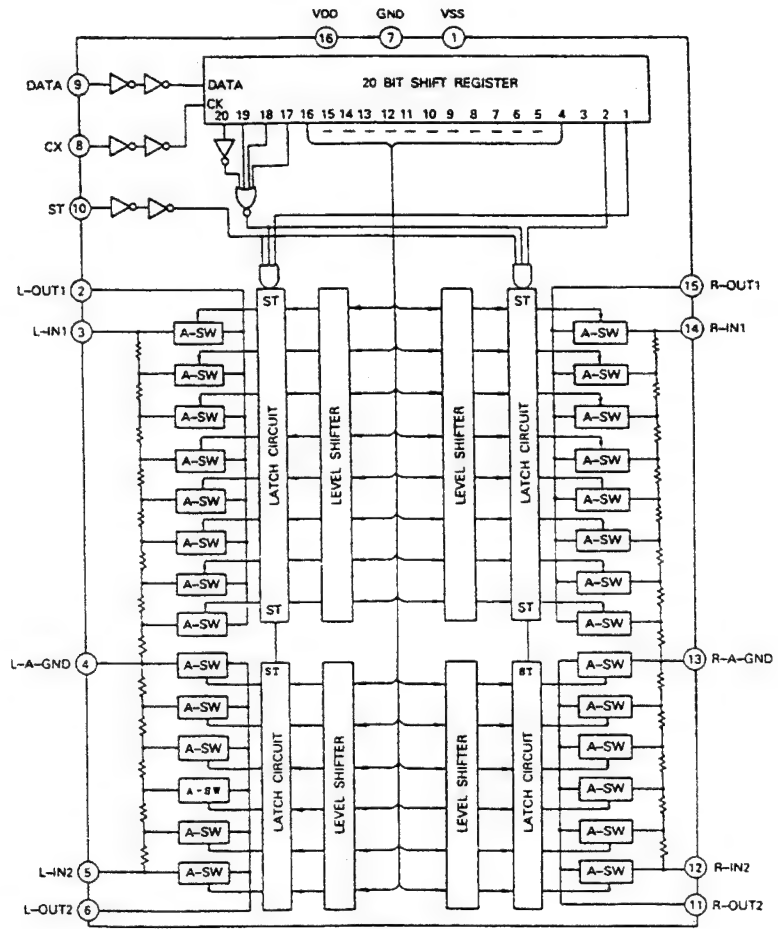 VDD GND VSS
16 7 1
DATA 9
DATA
20 BIT SHIFT REGISTER
CK
20 19 18 17 16 15 14 13 12 11 10 9 8 7 6 5 4 3 2 1
CX 8
ST 10
L-OUT1 2
15 R-OUT1
ST
ST
L-IN1 3
14 R-IN1
A-SW
A-SW
A-SW
A-SW
A-SW
A-SW
A-SW
A-SW
LATCH CIRCUIT
LEVEL SHIFTER
LEVEL SHIFTER
LATCH CIRCUIT
A-SW
A-SW
A-SW
A-SW
A-SW
A-SW
A-SW
A-SW
ST
ST
L-A-GND 4
13 R-A-GND
ST
ST
A-SW
A-SW
A-SW
A-SW
A-SW
A-SW
LATCH CIRCUIT
LEVEL SHIFTER
LEVEL SHIFTER
LATCH CIRCUIT
A-SW
A-SW
A-SW
A-SW
A-SW
A-SW
L-IN2 5
12 R-IN2
L-OUT2 6
11 R-OUT2